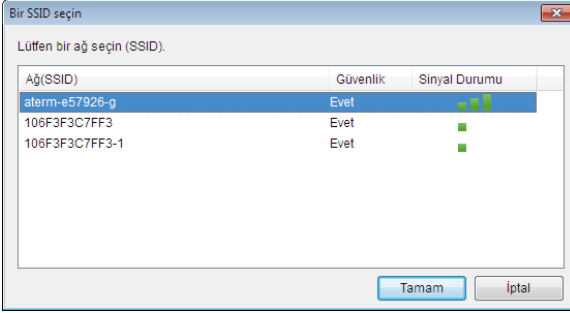 Bir SSID seçin
Lütfen bir ağ seçin (SSID).
Ağ(SSID) Güvenlik Sinyal Durumu
aterm-e57926-g Evet
106F3F3C7FF3 Evet
106F3F3C7FF3-1 Evet
Tamam İptal